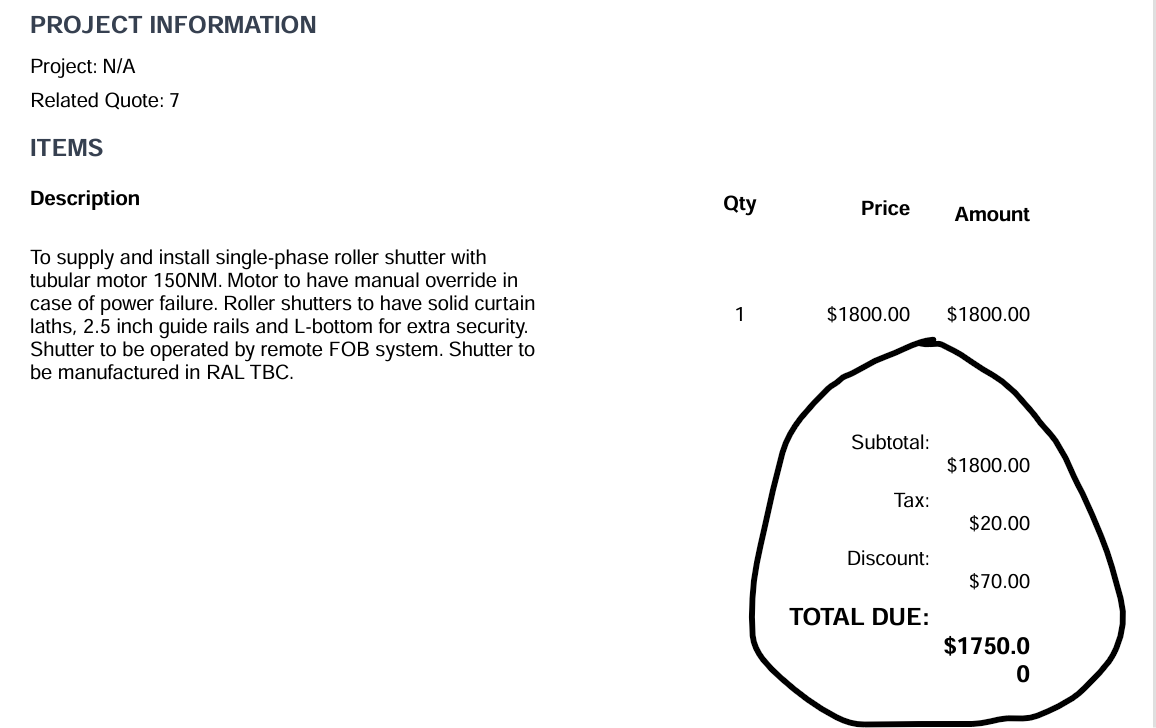 PROJECT INFORMATION
Project: N/A
Related Quote: 7
ITEMS
Description Qty Price Amount
To supply and install single-phase roller shutter with
tubular motor 150NM. Motor to have manual override in
case of power failure. Roller shutters to have solid curtain
laths, 2.5 inch guide rails and L-bottom for extra security.
Shutter to be operated by remote FOB system. Shutter to
be manufactured in RAL TBC.
1 $1800.00 $1800.00
Subtotal:
$1800.00
Tax:
$20.00
Discount:
$70.00
TOTAL DUE:
$1750.0
0